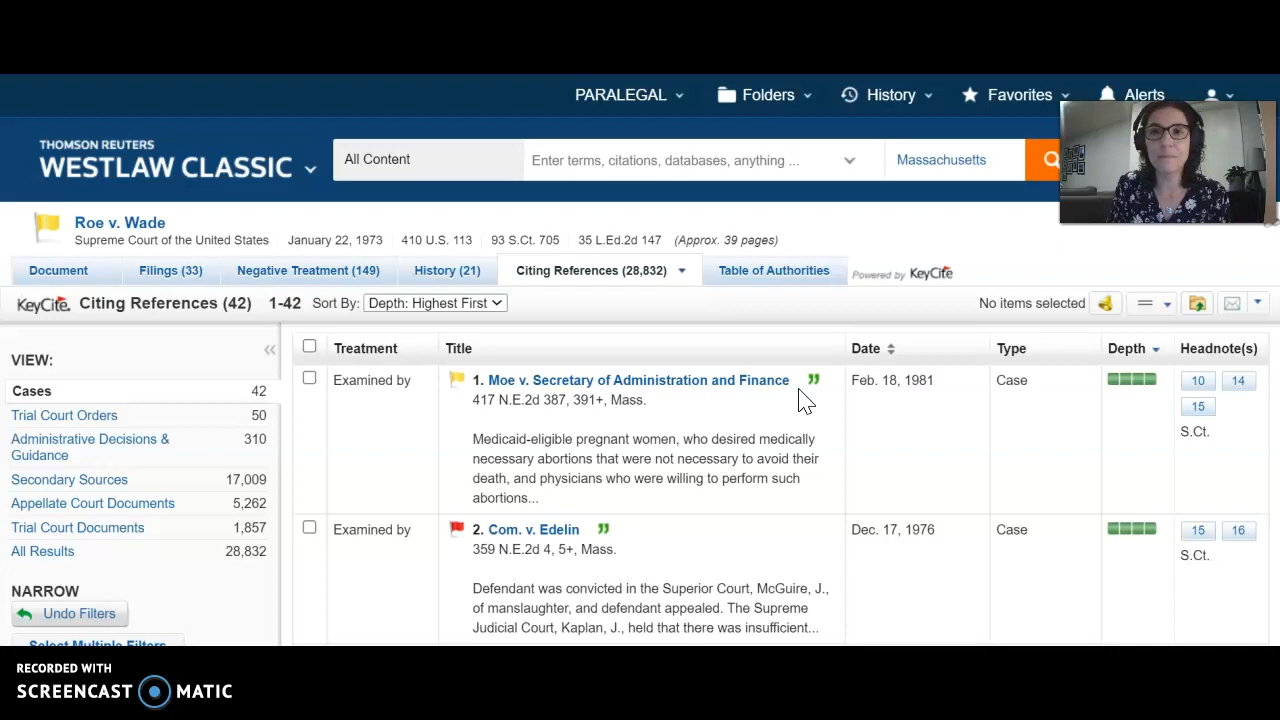 PARALEGAL Folders History Favorites Alerts
THOMSON REUTERS
WESTLAW CLASSIC All Content Enter terms, citations, databases, anything ... Massachusetts
Roe v. Wade
Supreme Court of the United States January 22, 1973 410 U.S. 113 93 S.Ct. 705 35 L.Ed.2d 147 (Approx. 39 pages)
Document Filings (33) Negative Treatment (149) History (21) Citing References (28,832) Table of Authorities Powered by KeyCite
KeyCite. Citing References (42) 1-42 Sort By: Depth: Highest First No items selected
VIEW:
Cases 42
Trial Court Orders 50
Administrative Decisions & 310
Guidance
Secondary Sources 17,009
Appellate Court Documents 5,262
Trial Court Documents 1,857
All Results 28,832
NARROW
Undo Filters
Select Multiple Filters
Treatment Title Date Type Depth Headnote(s)
Examined by 1. Moe v. Secretary of Administration and Finance Feb. 18, 1981 Case 10 14
417 N.E.2d 387, 391+, Mass. 15
S.Ct.
Medicaid-eligible pregnant women, who desired medically
necessary abortions that were not necessary to avoid their
death, and physicians who were willing to perform such
abortions...
Examined by 2. Com. v. Edelin Dec. 17, 1976 Case 15 16
359 N.E.2d 4, 5+, Mass. S.Ct.
Defendant was convicted in the Superior Court, McGuire, J.,
of manslaughter, and defendant appealed. The Supreme
Judicial Court, Kaplan, J., held that there was insufficient...
RECORDED WITH
SCREENCAST MATIC